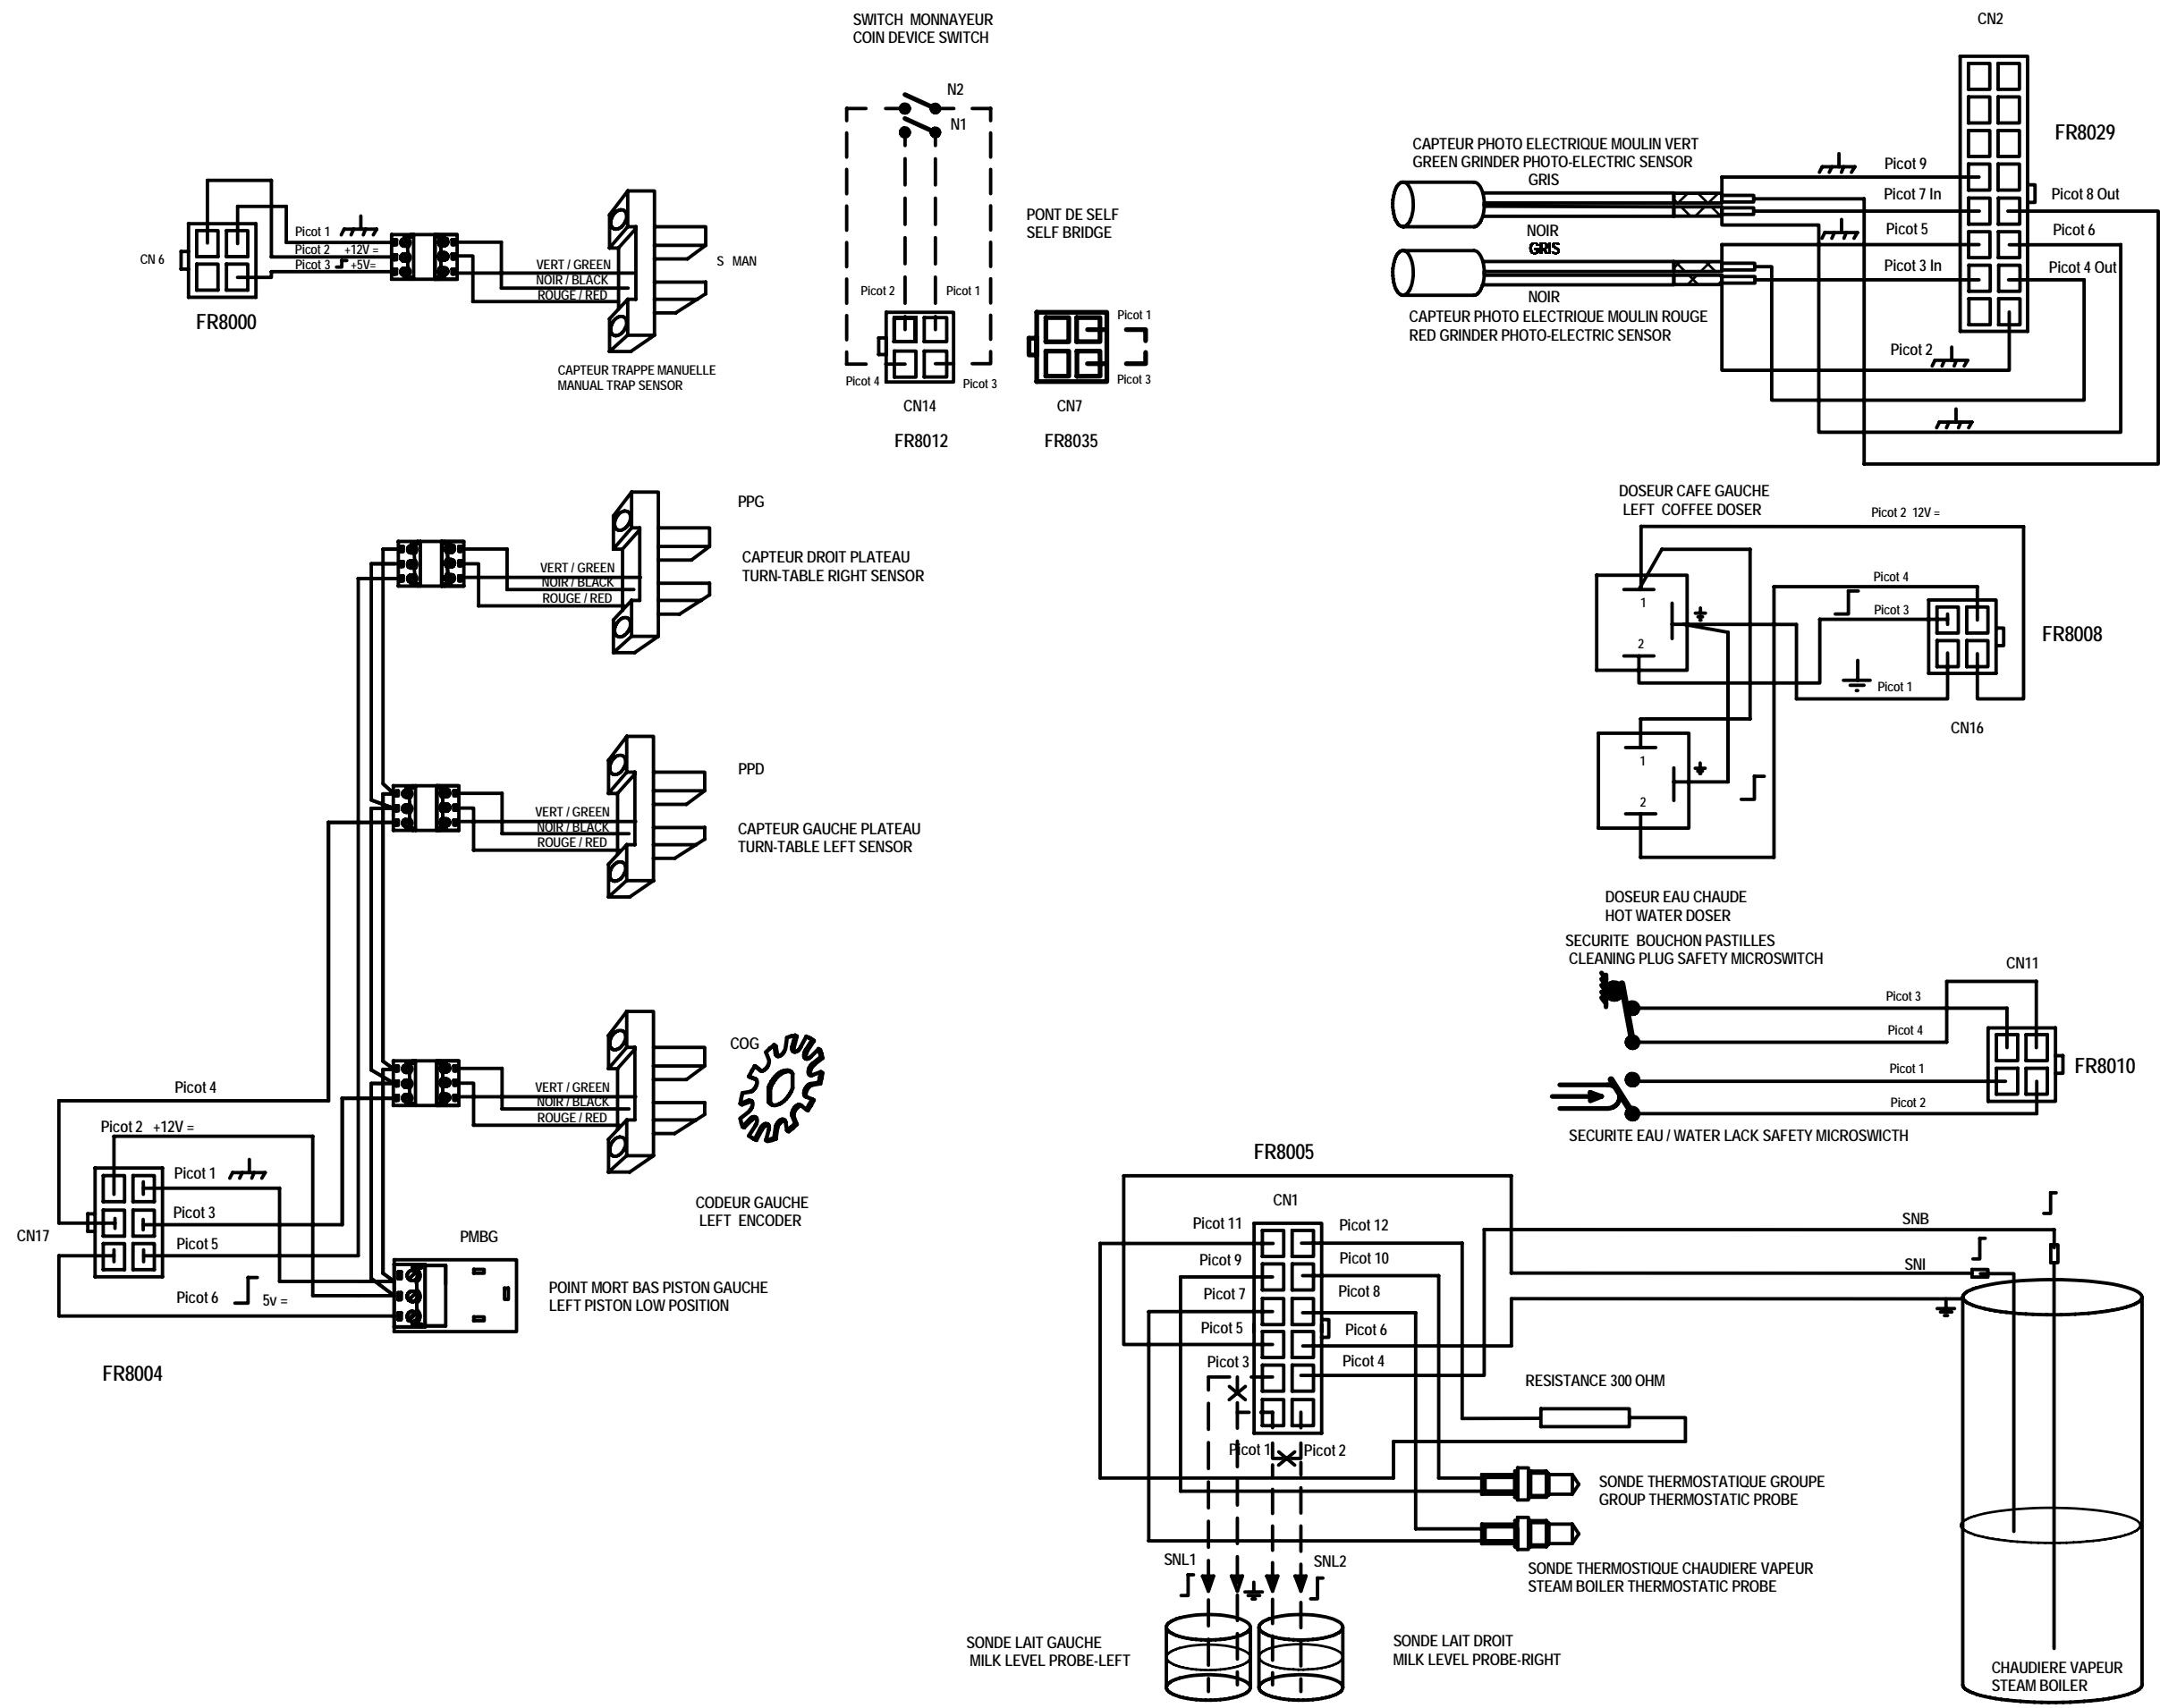 SWITCH MONNAYEUR
COIN DEVICE SWITCH
N2
N1
Picot 2
Picot 1
Picot 4
Picot 3
CN14
FR8012
PONT DE SELF
SELF BRIDGE
Picot 1
Picot 3
CN7
FR8035
CN 6
Picot 1
Picot 2 +12V =
Picot 3 +5V=
FR8000
VERT / GREEN
NOIR / BLACK
ROUGE / RED
S MAN
CAPTEUR TRAPPE MANUELLE
MANUAL TRAP SENSOR
CN2
FR8029
CAPTEUR PHOTO ELECTRIQUE MOULIN VERT
GREEN GRINDER PHOTO-ELECTRIC SENSOR
GRIS
NOIR
GRIS
NOIR
CAPTEUR PHOTO ELECTRIQUE MOULIN ROUGE
RED GRINDER PHOTO-ELECTRIC SENSOR
Picot 9
Picot 7 In
Picot 8 Out
Picot 5
Picot 6
Picot 3 In
Picot 4 Out
Picot 2
PPG
CAPTEUR DROIT PLATEAU
TURN-TABLE RIGHT SENSOR
VERT / GREEN
NOIR / BLACK
ROUGE / RED
PPD
CAPTEUR GAUCHE PLATEAU
TURN-TABLE LEFT SENSOR
VERT / GREEN
NOIR / BLACK
ROUGE / RED
COG
VERT / GREEN
NOIR / BLACK
ROUGE / RED
CODEUR GAUCHE
LEFT ENCODER
Picot 4
Picot 2 +12V =
Picot 1
Picot 3
Picot 5
Picot 6 5v =
CN17
FR8004
PMBG
POINT MORT BAS PISTON GAUCHE
LEFT PISTON LOW POSITION
DOSEUR CAFE GAUCHE
LEFT COFFEE DOSER
Picot 2 12V =
Picot 4
Picot 3
Picot 1
1
2
FR8008
CN16
1
2
DOSEUR EAU CHAUDE
HOT WATER DOSER
SECURITE BOUCHON PASTILLES
CLEANING PLUG SAFETY MICROSWITCH
CN11
Picot 3
Picot 4
Picot 1
Picot 2
FR8010
SECURITE EAU / WATER LACK SAFETY MICROSWICTH
FR8005
CN1
Picot 11
Picot 12
Picot 9
Picot 10
Picot 7
Picot 8
Picot 5
Picot 6
Picot 3
Picot 4
Picot 1
Picot 2
SNB
SNI
RESISTANCE 300 OHM
SONDE THERMOSTATIQUE GROUPE
GROUP THERMOSTATIC PROBE
SONDE THERMOSTIQUE CHAUDIERE VAPEUR
STEAM BOILER THERMOSTATIC PROBE
SNL1
SNL2
SONDE LAIT GAUCHE
MILK LEVEL PROBE-LEFT
SONDE LAIT DROIT
MILK LEVEL PROBE-RIGHT
CHAUDIERE VAPEUR
STEAM BOILER